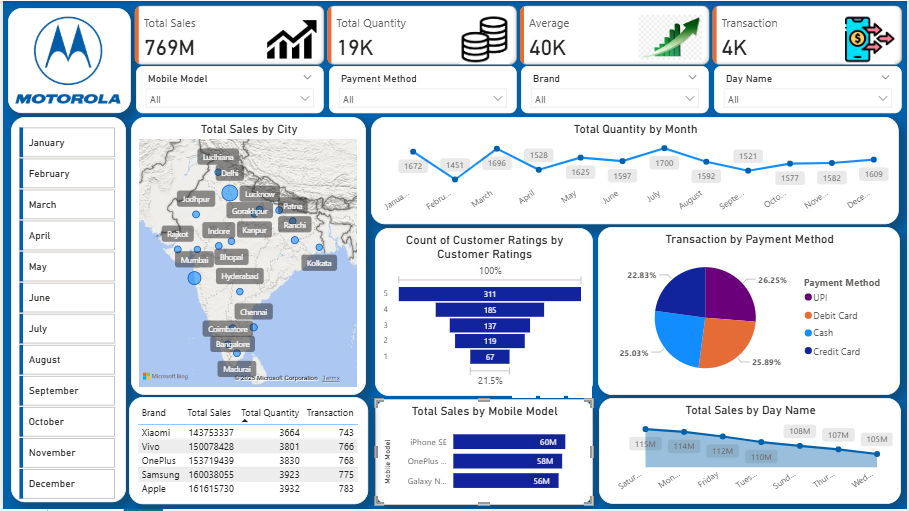 MOTOROLA
Total Sales
769M
Total Quantity
19K
Average
40K
Transaction
4K
Mobile Model
All
Payment Method
All
Brand
All
Day Name
All
January
February
March
April
May
June
July
August
September
October
November
December
Total Sales by City
Ludhiana
Delhi
Jodhpur
Lucknow
Gorakhpur
Patna
Rajkot
Indore
Kanpur
Ranchi
Mumbai
Bhopal
Kolkata
Hyderabad
Chennai
Coimbatore
Bangalore
Madurai
Microsoft Bing
© 2025 Microsoft Corporation Terms
Total Quantity by Month
1672
1451
1696
1528
1625
1597
1700
1592
1521
1577
1582
1609
Janua...
Febru...
March
April
May
June
July
August
Septe...
Octo...
Nove...
Dece...
Count of Customer Ratings by
Customer Ratings
100%
5 311
4 185
3 137
2 119
1 67
21.5%
Transaction by Payment Method
22.83%
26.25%
25.03%
25.89%
Payment Method
UPI
Debit Card
Cash
Credit Card
Brand Total Sales Total Quantity Transaction
Xiaomi 143753337 3664 743
Vivo 150078428 3801 766
OnePlus 153719439 3830 768
Samsung 160038055 3923 775
Apple 161615730 3932 783
Total Sales by Mobile Model
Mobile Model
iPhone SE 60M
OnePlus ... 58M
Galaxy N... 56M
Total Sales by Day Name
115M
114M
112M
110M
108M
107M
105M
Satur...
Mon...
Friday
Tues...
Sund...
Thur...
Wed...